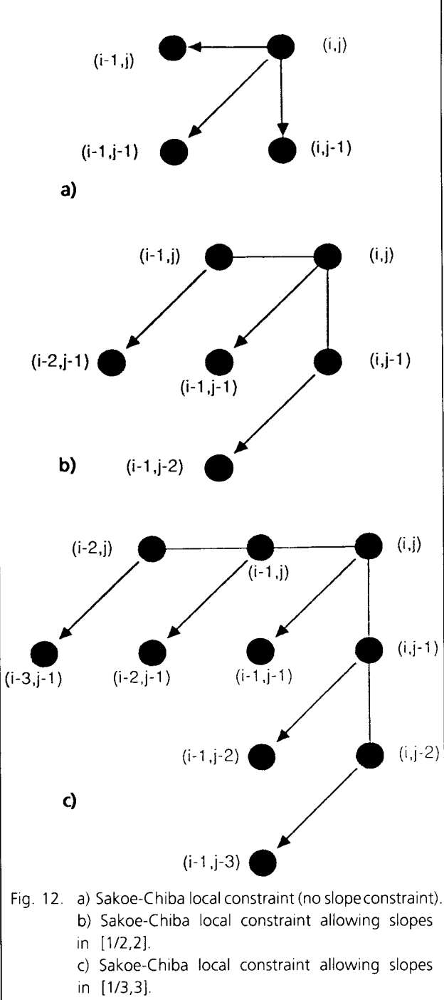 (i,j)
(i-1,j)
(i-1,j-1) (i,j-1)
a)
(i-1,j) (i,j)
(i-2,j-1) (i,j-1)
(i-1,j-1)
b) (i-1,j-2)
(i-2,j) (i,j)
(i-1,j)
(i,j-1)
(i-3,j-1) (i-2,j-1) (i-1,j-1)
(i-1,j-2) (i,j-2)
c)
(i-1,j-3)
Fig. 12. a) Sakoe-Chiba local constraint (no slope constraint).
b) Sakoe-Chiba local constraint allowing slopes
in [1/2,2].
c) Sakoe-Chiba local constraint allowing slopes
in [1/3,3].